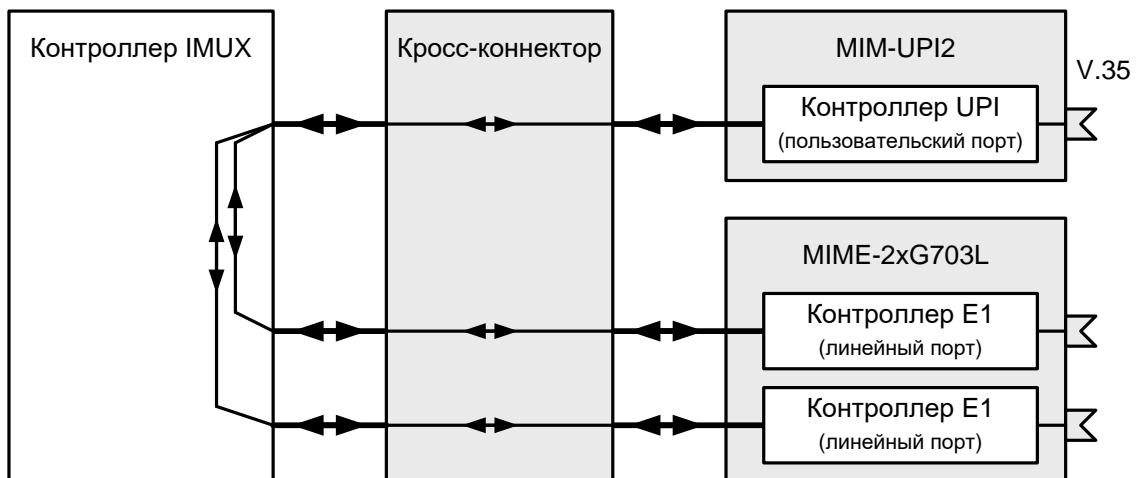 Контроллер IMUX
Кросс-коннектор
MIM-UPI2
V.35
Контроллер UPI
(пользовательский порт)
MIME-2xG703L
Контроллер E1
(линейный порт)
Контроллер E1
(линейный порт)